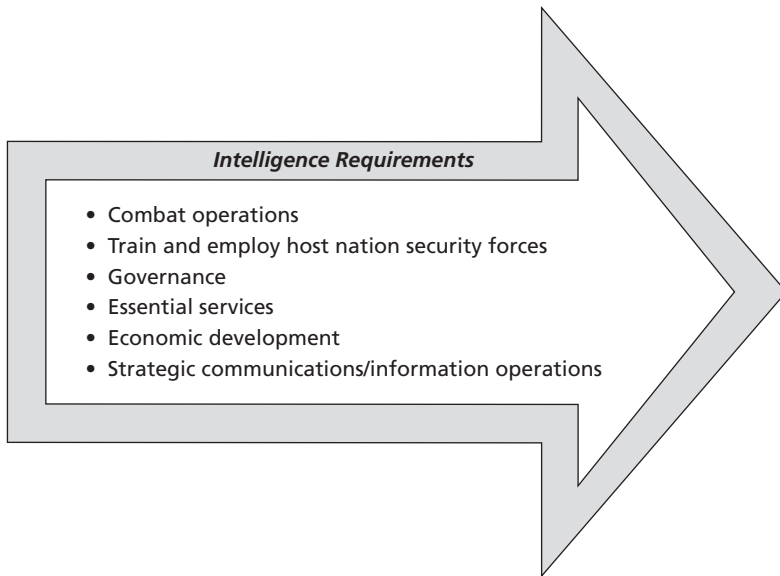 Intelligence Requirements
• Combat operations
• Train and employ host nation security forces
• Governance
• Essential services
• Economic development
• Strategic communications/information operations